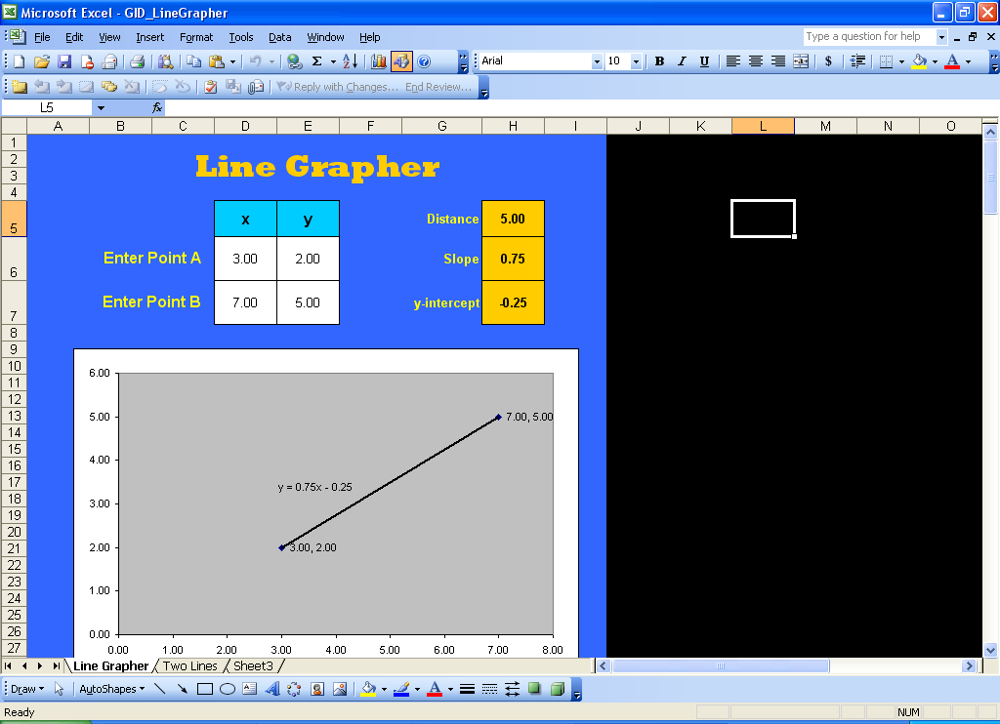 Microsoft Excel - GID_LineGrapher
File Edit View Insert Format Tools Data Window Help
Type a question for help
Arial 10 B I U $
Reply with Changes... End Review...
L5 fx
A B C D E F G H I J K L M N O
1
2
3
4
5
6
7
8
9
10
11
12
13
14
15
16
17
18
19
20
21
22
23
24
25
26
27
Line Grapher
x y
Distance 5.00
Enter Point A 3.00 2.00
Slope 0.75
Enter Point B 7.00 5.00
y-intercept -0.25
6.00
5.00
4.00
3.00
2.00
1.00
0.00
7.00, 5.00
y = 0.75x - 0.25
3.00, 2.00
0.00 1.00 2.00 3.00 4.00 5.00 6.00 7.00 8.00
Line Grapher Two Lines Sheet3
Draw AutoShapes
Ready NUM